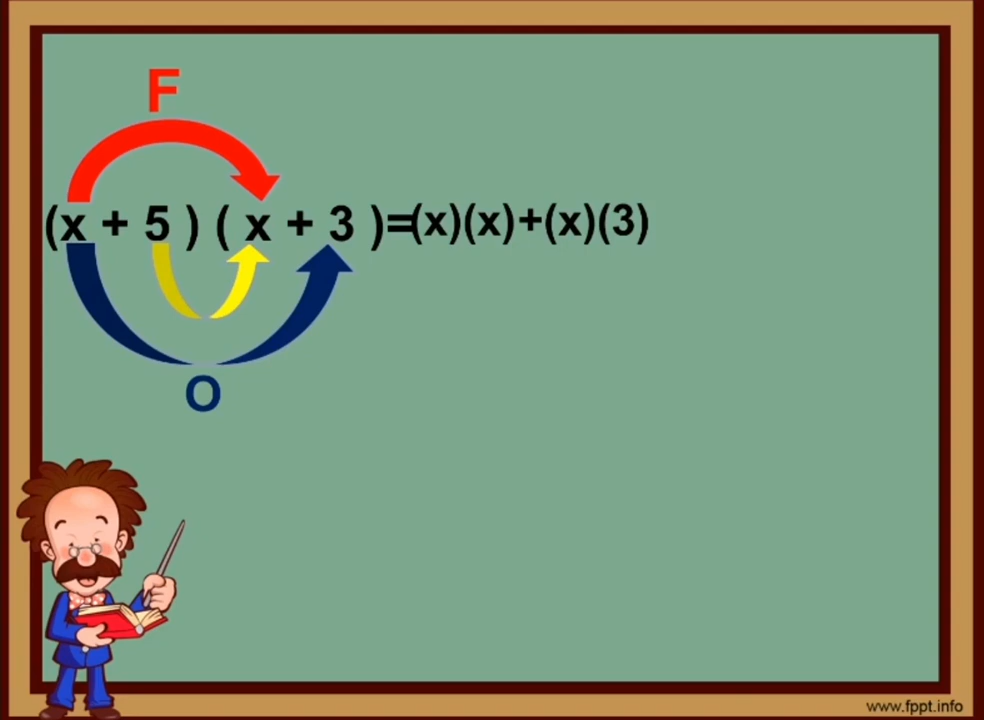 F
(x + 5 ) ( x + 3 )=(x)(x)+(x)(3)
O
www.fppt.info